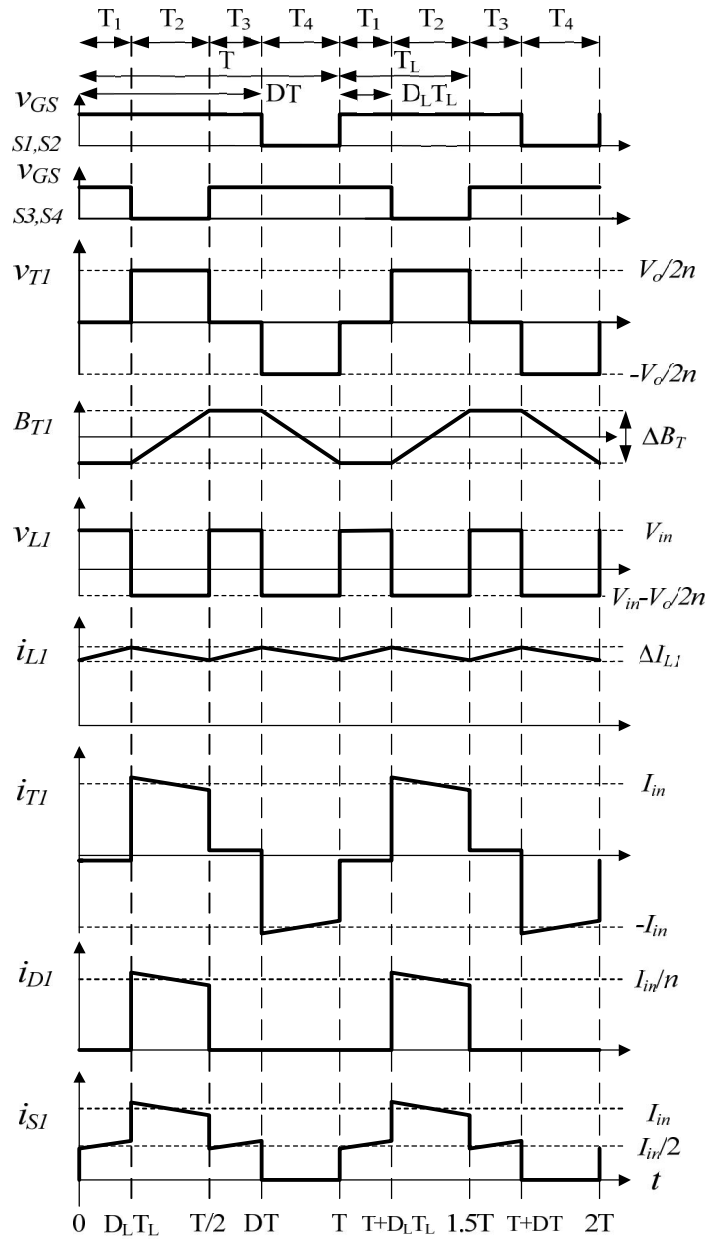 T1 T2 T3 T4 T1 T2 T3 T4
T TL
DT DLTL
vGS
S1,S2
vGS
S3,S4
vT1
Vo/2n
-Vo/2n
BT1
ΔBT
vL1
Vin
Vin-Vo/2n
iL1
ΔIL1
iT1
Iin
-Iin
iD1
Iin/n
iS1
Iin
Iin/2
t
0 DLTL T/2 DT T T+DLTL 1.5T T+DT 2T